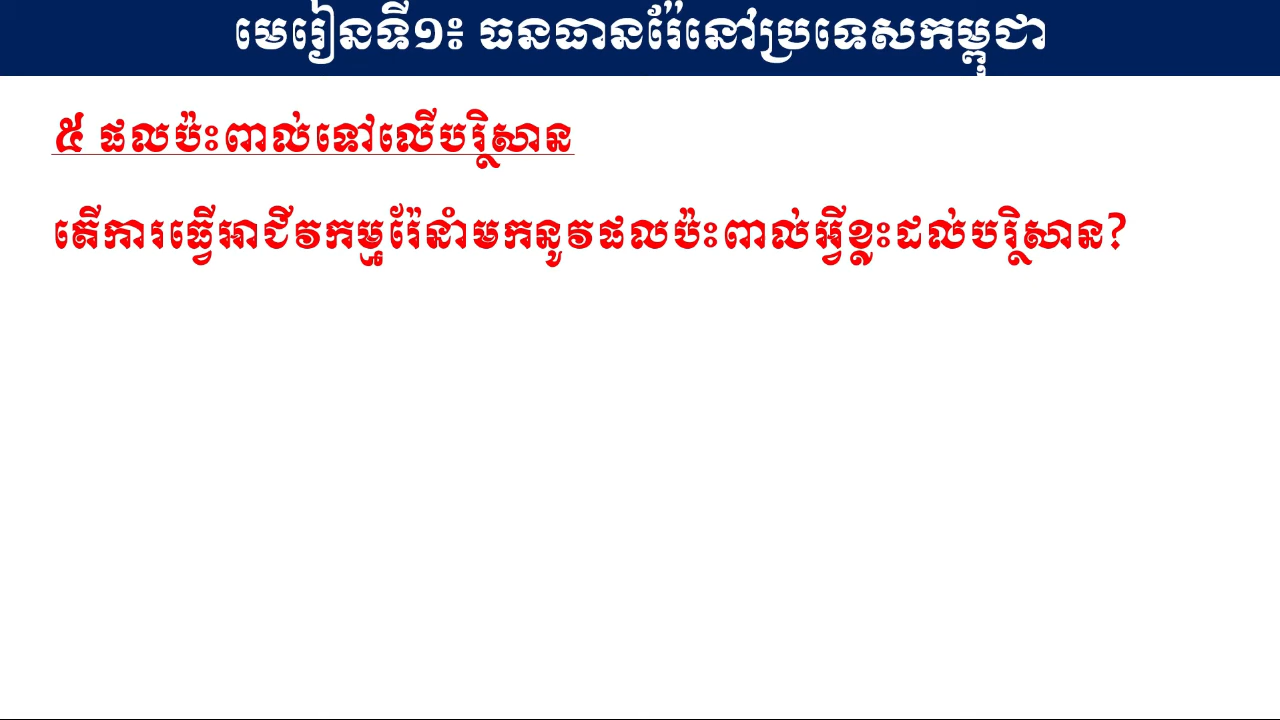 មេរៀនទី១៖ ធនធានរ៉ែនៅប្រទេសកម្ពុជា
៥ ផលប៉ះពាល់ទៅលើបរិ្ថសាន
តើការធ្វើអាជីវកម្មរ៉ែនាំមកនូវផលប៉ះពាល់អ្វីខ្លះដល់បរិ្ថសាន?